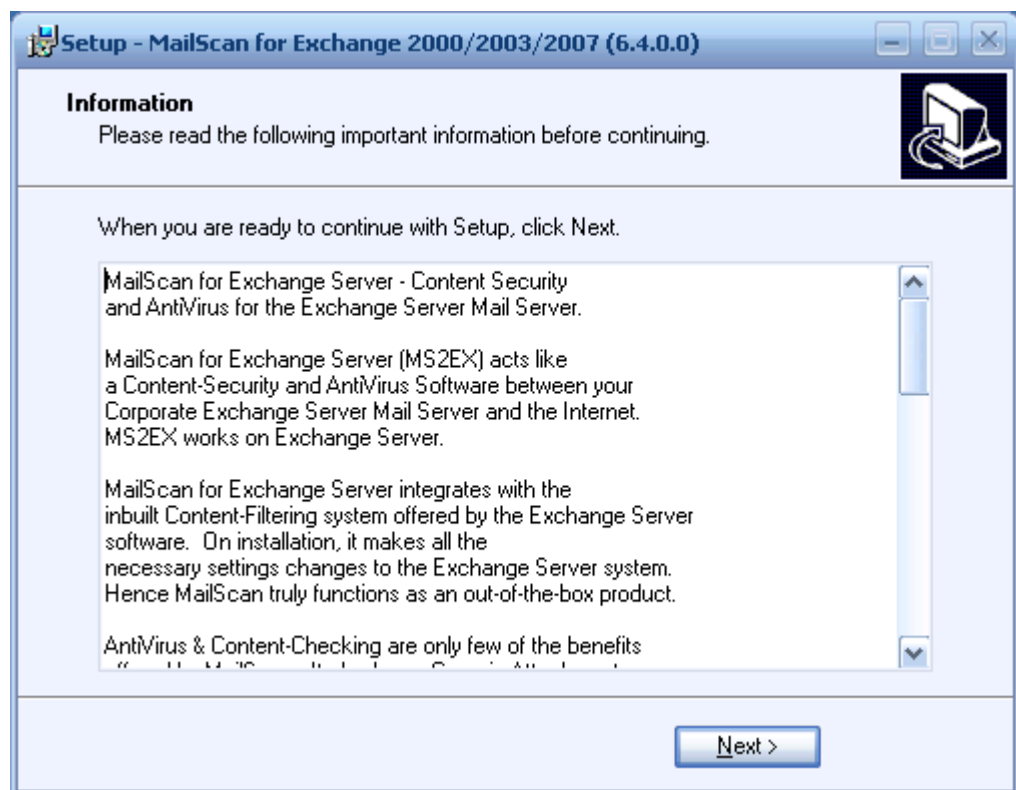 Setup - MailScan for Exchange 2000/2003/2007 (6.4.0.0)
Information
Please read the following important information before continuing.
When you are ready to continue with Setup, click Next.
MailScan for Exchange Server - Content Security
and AntiVirus for the Exchange Server Mail Server.
MailScan for Exchange Server (MS2EX) acts like
a Content-Security and AntiVirus Software between your
Corporate Exchange Server Mail Server and the Internet.
MS2EX works on Exchange Server.
MailScan for Exchange Server integrates with the
inbuilt Content-Filtering system offered by the Exchange Server
software.  On installation, it makes all the
necessary settings changes to the Exchange Server system.
Hence MailScan truly functions as an out-of-the-box product.
AntiVirus & Content-Checking are only few of the benefits
Next >